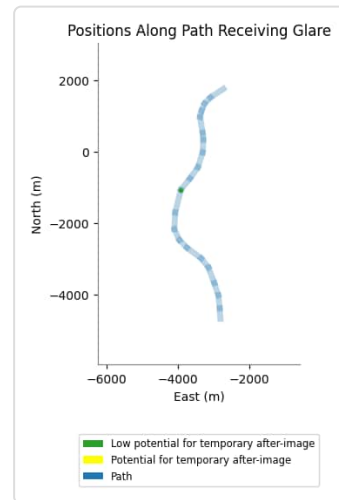 Positions Along Path Receiving Glare
2000
0
−2000
−4000
North (m)
−6000 −4000 −2000
East (m)
Low potential for temporary after-image
Potential for temporary after-image
Path